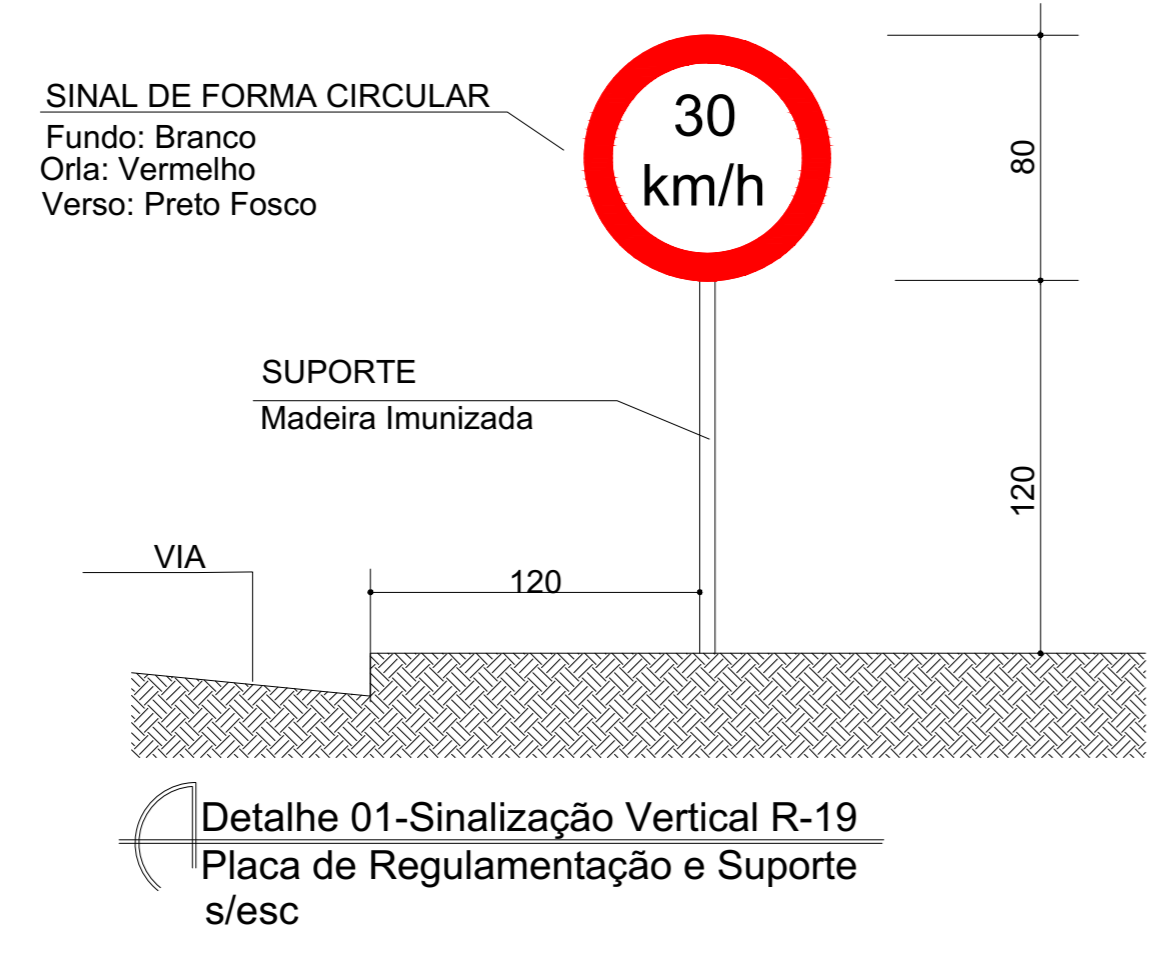 SINAL DE FORMA CIRCULAR
Fundo: Branco
Orla: Vermelho
Verso: Preto Fosco
30
km/h
80
SUPORTE
Madeira Imunizada
120
VIA
120
Detalhe 01-Sinalização Vertical R-19
Placa de Regulamentação e Suporte
s/esc